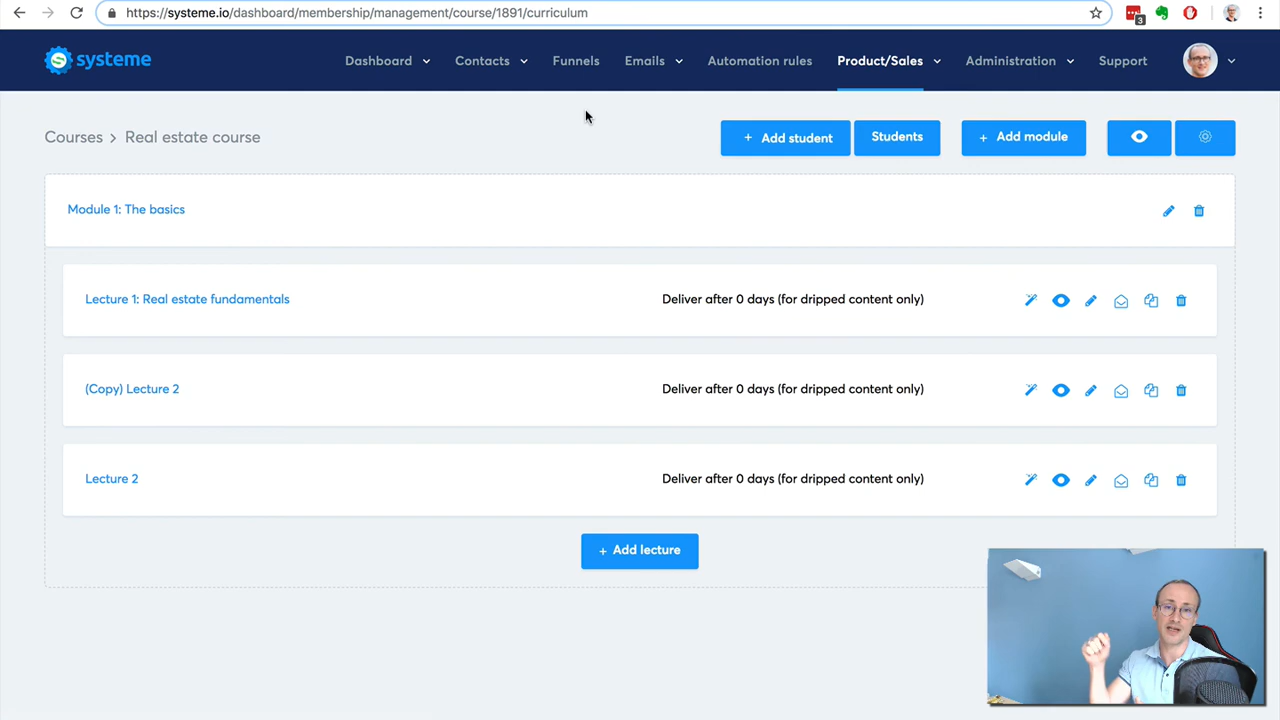 https://systeme.io/dashboard/membership/management/course/1891/curriculum
3
systeme Dashboard Contacts Funnels Emails Automation rules Product/Sales Administration Support
Courses > Real estate course + Add student Students + Add module
Module 1: The basics
Lecture 1: Real estate fundamentals Deliver after 0 days (for dripped content only)
(Copy) Lecture 2 Deliver after 0 days (for dripped content only)
Lecture 2 Deliver after 0 days (for dripped content only)
+ Add lecture